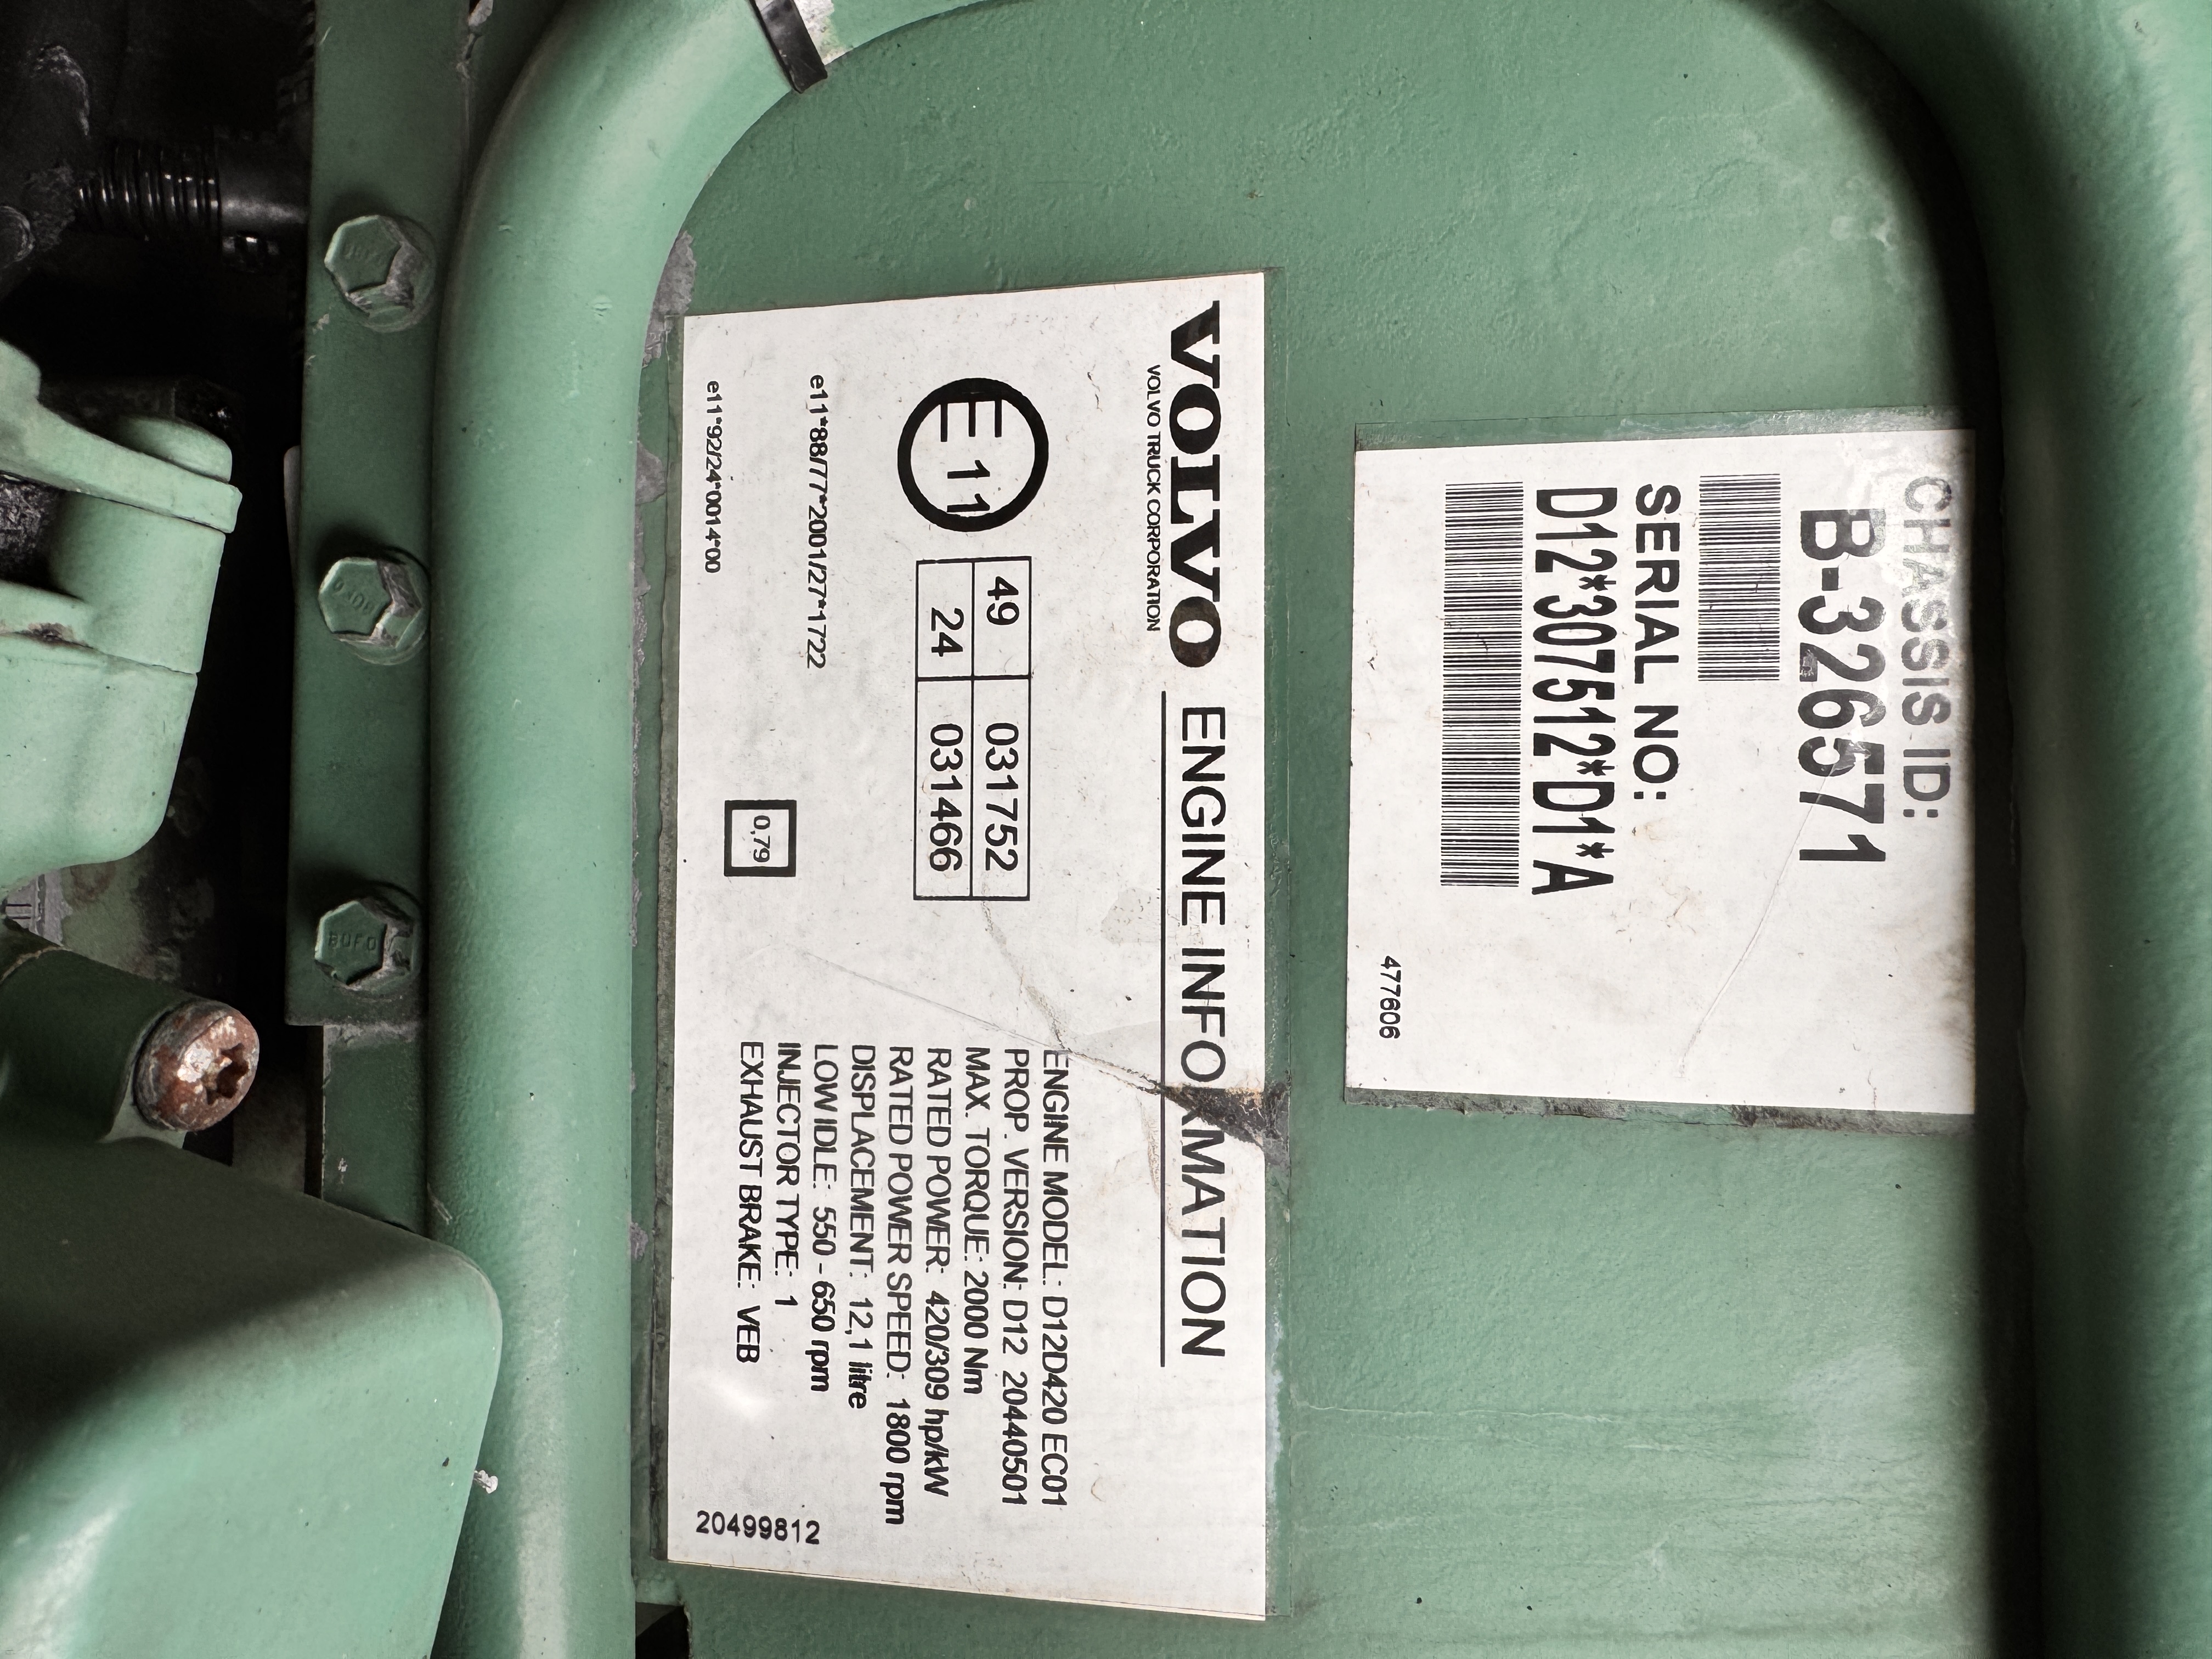 CHASSIS ID:
B-326571
SERIAL NO:
D12*307512*D1*A
477606
VOLVO ENGINE INFORMATION
VOLVO TRUCK CORPORATION
E 11
49 031752
24 031466
e11*88/77*2001/27*1722
0,79
e11*92/24*0014*00
ENGINE MODEL: D12D420 EC01
PROP. VERSION: D12 20440501
MAX. TORQUE: 2000 Nm
RATED POWER: 420/309 hp/kW
RATED POWER SPEED: 1800 rpm
DISPLACEMENT: 12,1 litre
LOW IDLE: 550 - 650 rpm
INJECTOR TYPE: 1
EXHAUST BRAKE: VEB
20499812